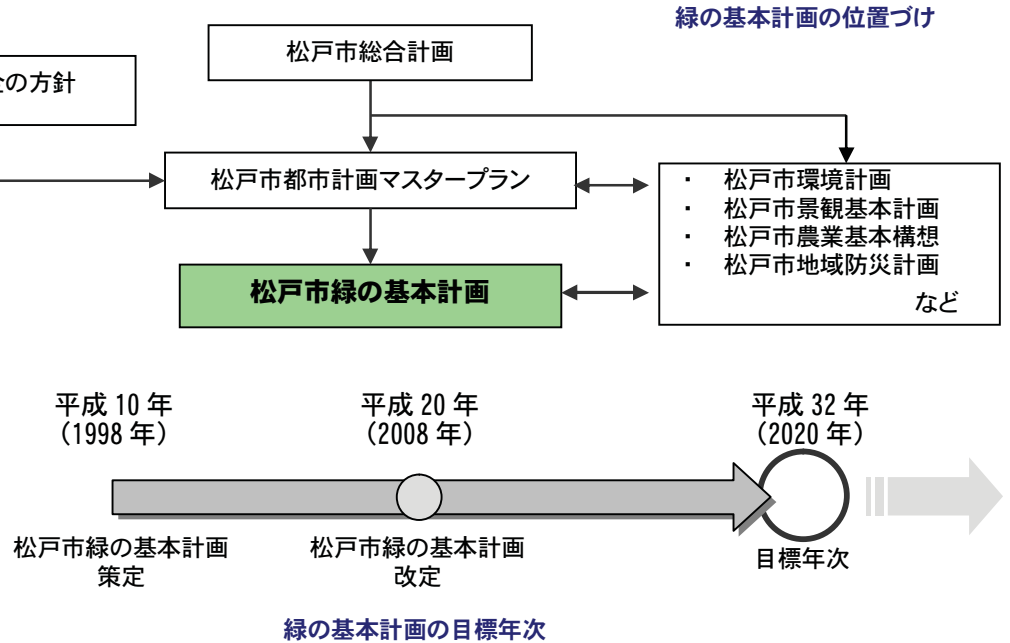 緑の基本計画の位置づけ
松戸市総合計画
の方針
松戸市都市計画マスタープラン
・ 松戸市環境計画
・ 松戸市景観基本計画
・ 松戸市農業基本構想
・ 松戸市地域防災計画
など
松戸市緑の基本計画
平成 10 年
（1998 年）
平成 20 年
（2008 年）
平成 32 年
（2020 年）
松戸市緑の基本計画
策定
松戸市緑の基本計画
改定
目標年次
緑の基本計画の目標年次